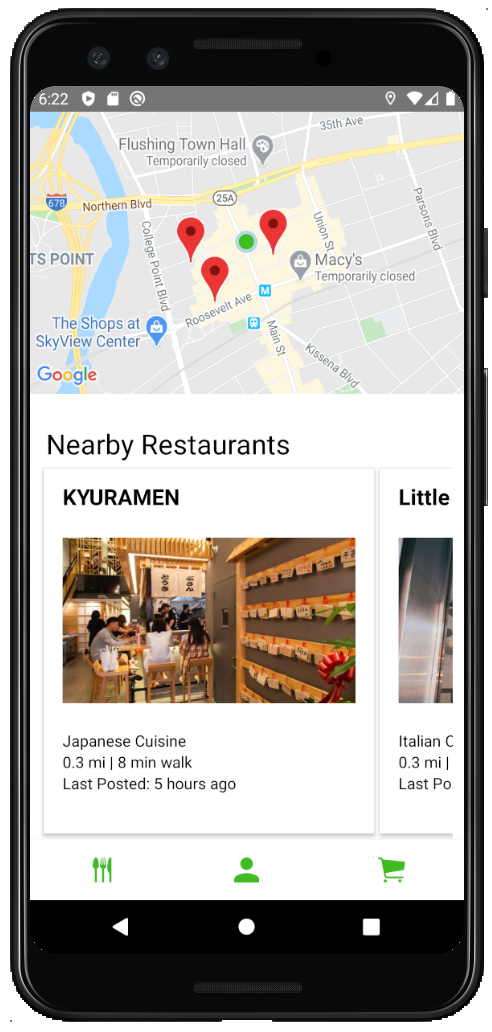 6:22
35th Ave
Flushing Town Hall
Temporarily closed
678
Northern Blvd
25A
Parsons Blvd
College Point Blvd
Union St
TS POINT
Macy's
Temporarily closed
M
Roosevelt Ave
The Shops at
SkyView Center
Main St
Kissena Blvd
Google
Nearby Restaurants
KYURAMEN
Little
Japanese Cuisine
0.3 mi | 8 min walk
Last Posted: 5 hours ago
Italian C
0.3 mi |
Last Po